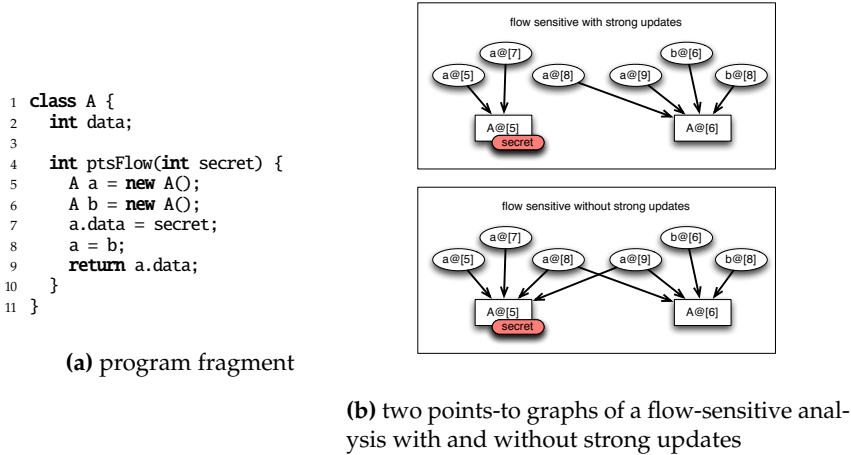 1 class A {
2 int data;
3
4 int ptsFlow(int secret) {
5 A a = new A();
6 A b = new A();
7 a.data = secret;
8 a = b;
9 return a.data;
10 }
11 }
(a) program fragment
flow sensitive with strong updates
a@[7] b@[6]
a@[5] a@[8] a@[9] b@[8]
A@[5] A@[6]
secret
flow sensitive without strong updates
a@[7] b@[6]
a@[5] a@[8] a@[9] b@[8]
A@[5] A@[6]
secret
(b) two points-to graphs of a flow-sensitive anal-
ysis with and without strong updates